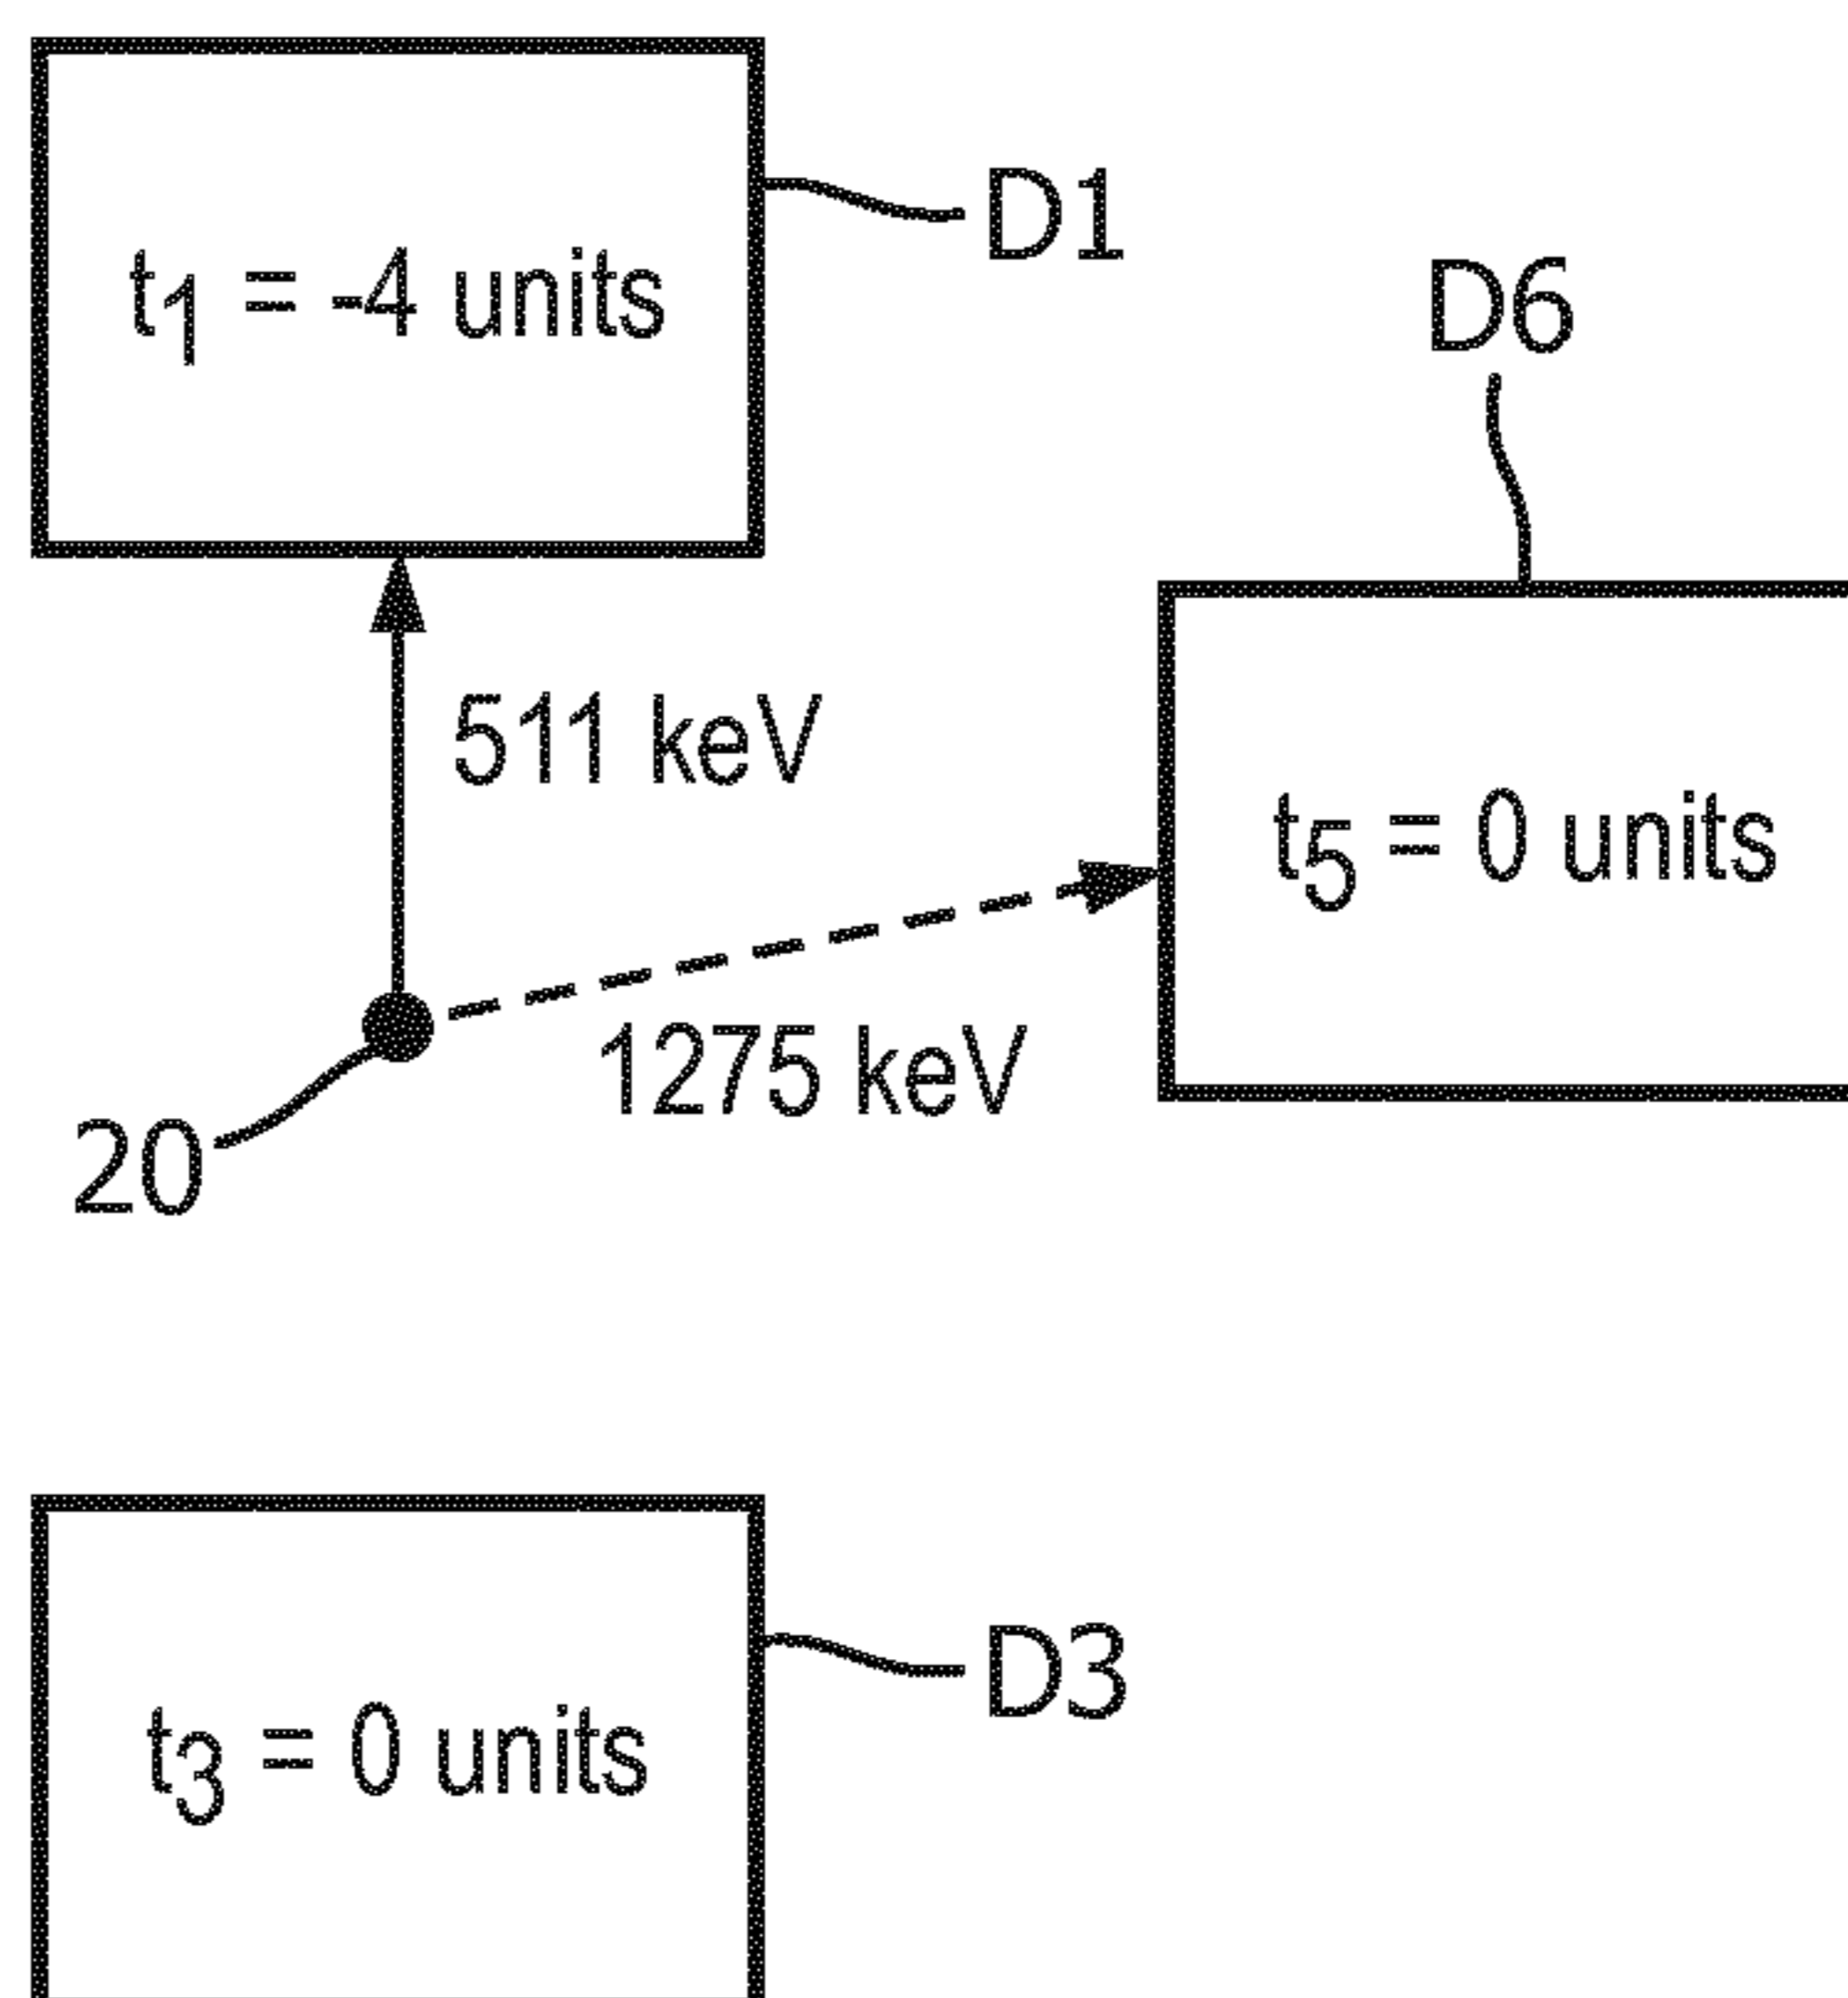 D1
t1 = -4 units
D6
511 keV
t5 = 0 units
1275 keV
20
D3
t3 = 0 units